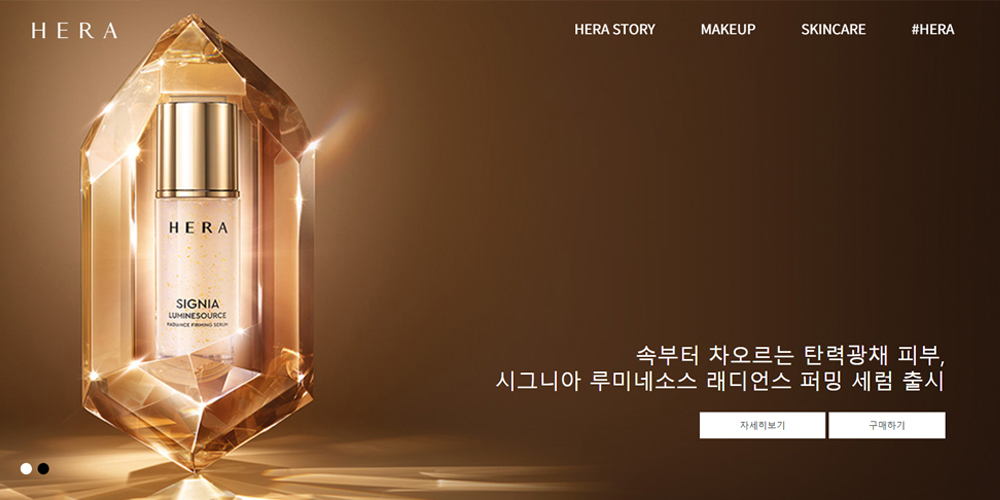 HERA
HERA STORY
MAKEUP
SKINCARE
#HERA
HERA
SIGNIA
LUMINESOURCE
RADIANCE FIRMING SERUM
속부터 차오르는 탄력광채 피부,
시그니아 루미네소스 래디언스 퍼밍 세럼 출시
자세히보기
구매하기